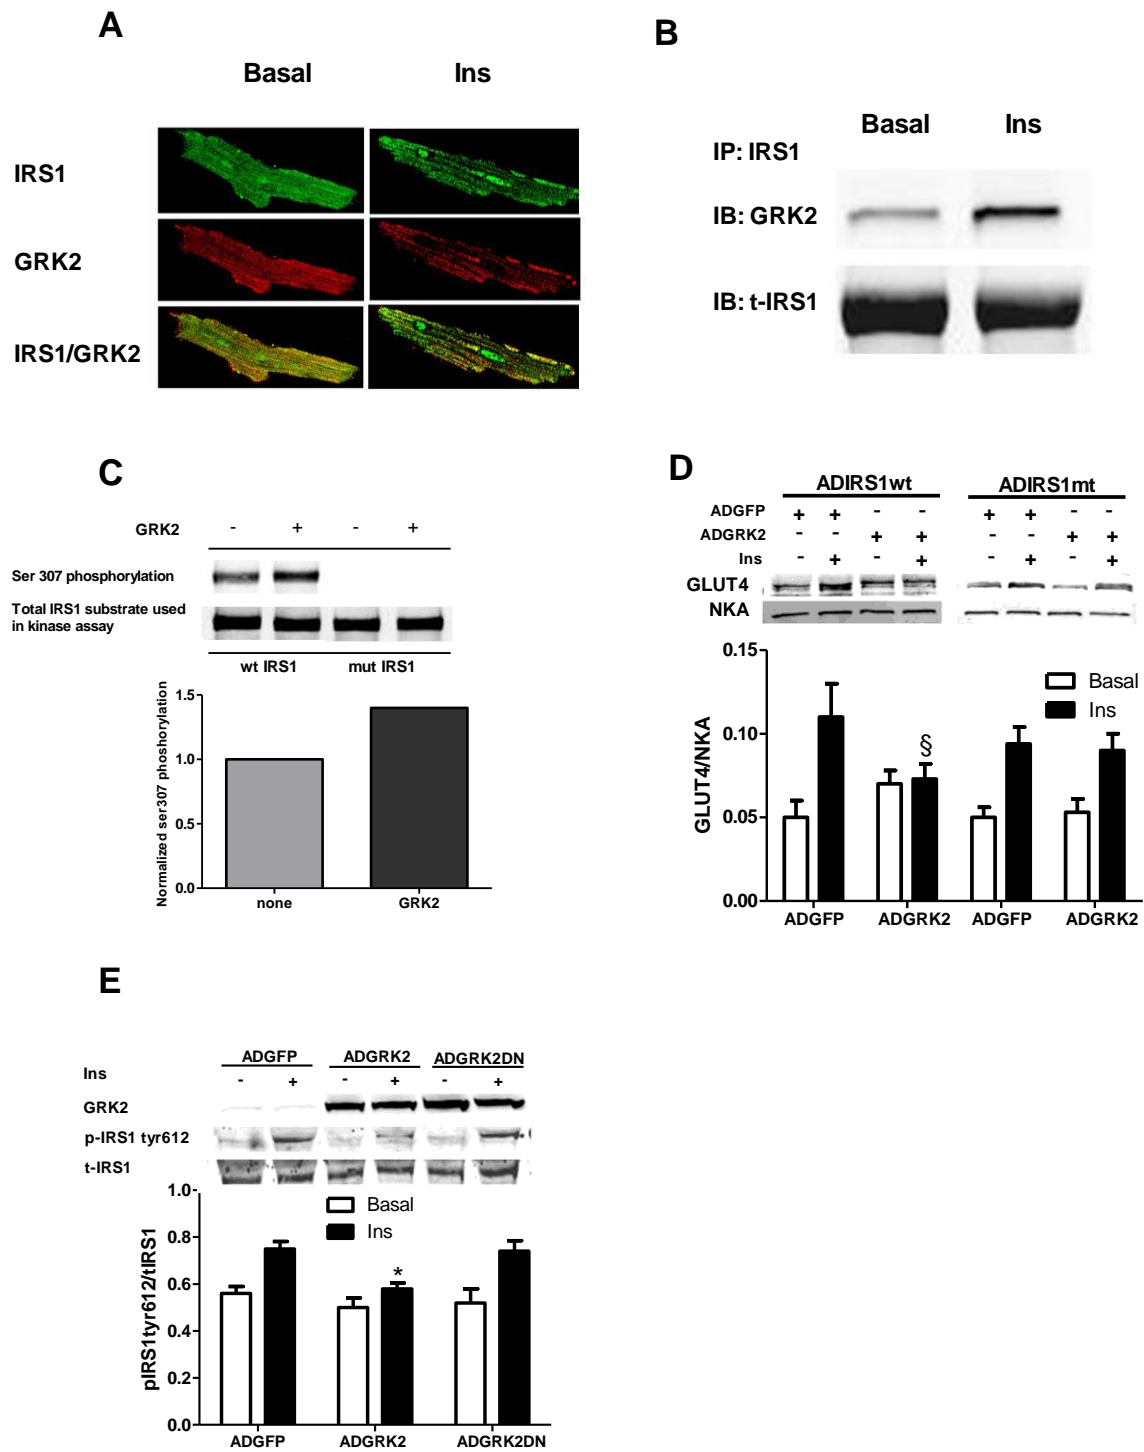 A
Basal Ins
IRS1
GRK2
IRS1/GRK2
B
Basal Ins
IP: IRS1
IB: GRK2
IB: t-IRS1
C
GRK2 - + - +
Ser 307 phosphorylation
Total IRS1 substrate used
in kinase assay
wt IRS1 mut IRS1
Normalized ser307 phoshorylation
1.5
1.0
0.5
0.0
none GRK2
D
ADIRS1wt ADIRS1mt
ADGFP + + - - + + - -
ADGRK2 - - + + - - + +
Ins - + - + - + - +
GLUT4
NKA
GLUT4/NKA
0.15
0.10
0.05
0.00
Basal
Ins
§
ADGFP ADGRK2 ADGFP ADGRK2
E
ADGFP ADGRK2 ADGRK2DN
Ins - + - + - +
GRK2
p-IRS1 tyr612
t-IRS1
pIRS1tyr612/tIRS1
1.0
0.8
0.6
0.4
0.2
0.0
Basal
Ins
*
ADGFP ADGRK2 ADGRK2DN